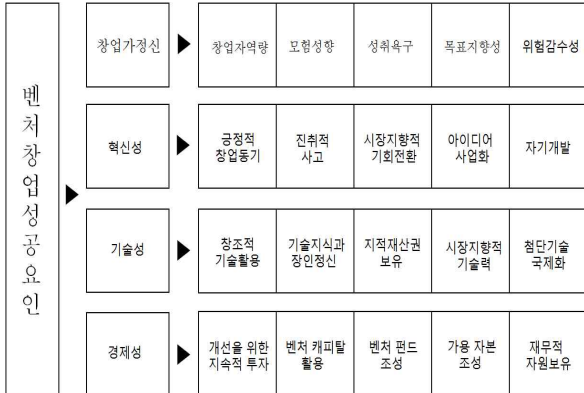 벤처창업성공요인
창업가정신
창업자역량
모험성향
성취욕구
목표지향성
위험감수성
혁신성
긍정적
창업동기
진취적
사고
시장지향적
기회전환
아이디어
사업화
자기개발
기술성
창조적
기술활용
기술지식과
장인정신
지적재산권
보유
시장지향적
기술력
첨단기술
국제화
경제성
개선을 위한
지속적 투자
벤처 캐피탈
활용
벤처 펀드
조성
가용 자본
조성
재무적
자원보유